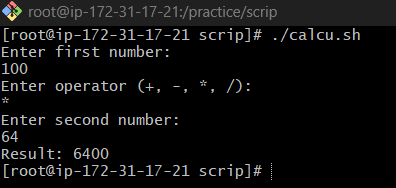 root@ip-172-31-17-21:/practice/scrip
[root@ip-172-31-17-21 scrip]# ./calcu.sh
Enter first number:
100
Enter operator (+, -, *, /):
*
Enter second number:
64
Result: 6400
[root@ip-172-31-17-21 scrip]#